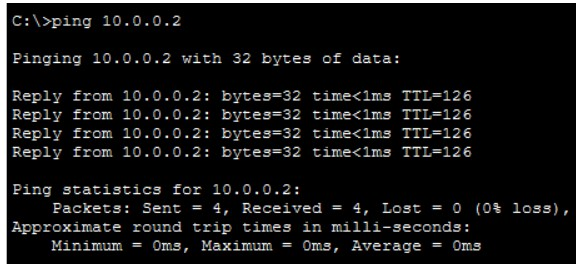 C:\>ping 10.0.0.2
Pinging 10.0.0.2 with 32 bytes of data:
Reply from 10.0.0.2: bytes=32 time<1ms TTL=126
Reply from 10.0.0.2: bytes=32 time<1ms TTL=126
Reply from 10.0.0.2: bytes=32 time<1ms TTL=126
Reply from 10.0.0.2: bytes=32 time<1ms TTL=126
Ping statistics for 10.0.0.2:
    Packets: Sent = 4, Received = 4, Lost = 0 (0% loss),
Approximate round trip times in milli-seconds:
    Minimum = 0ms, Maximum = 0ms, Average = 0ms